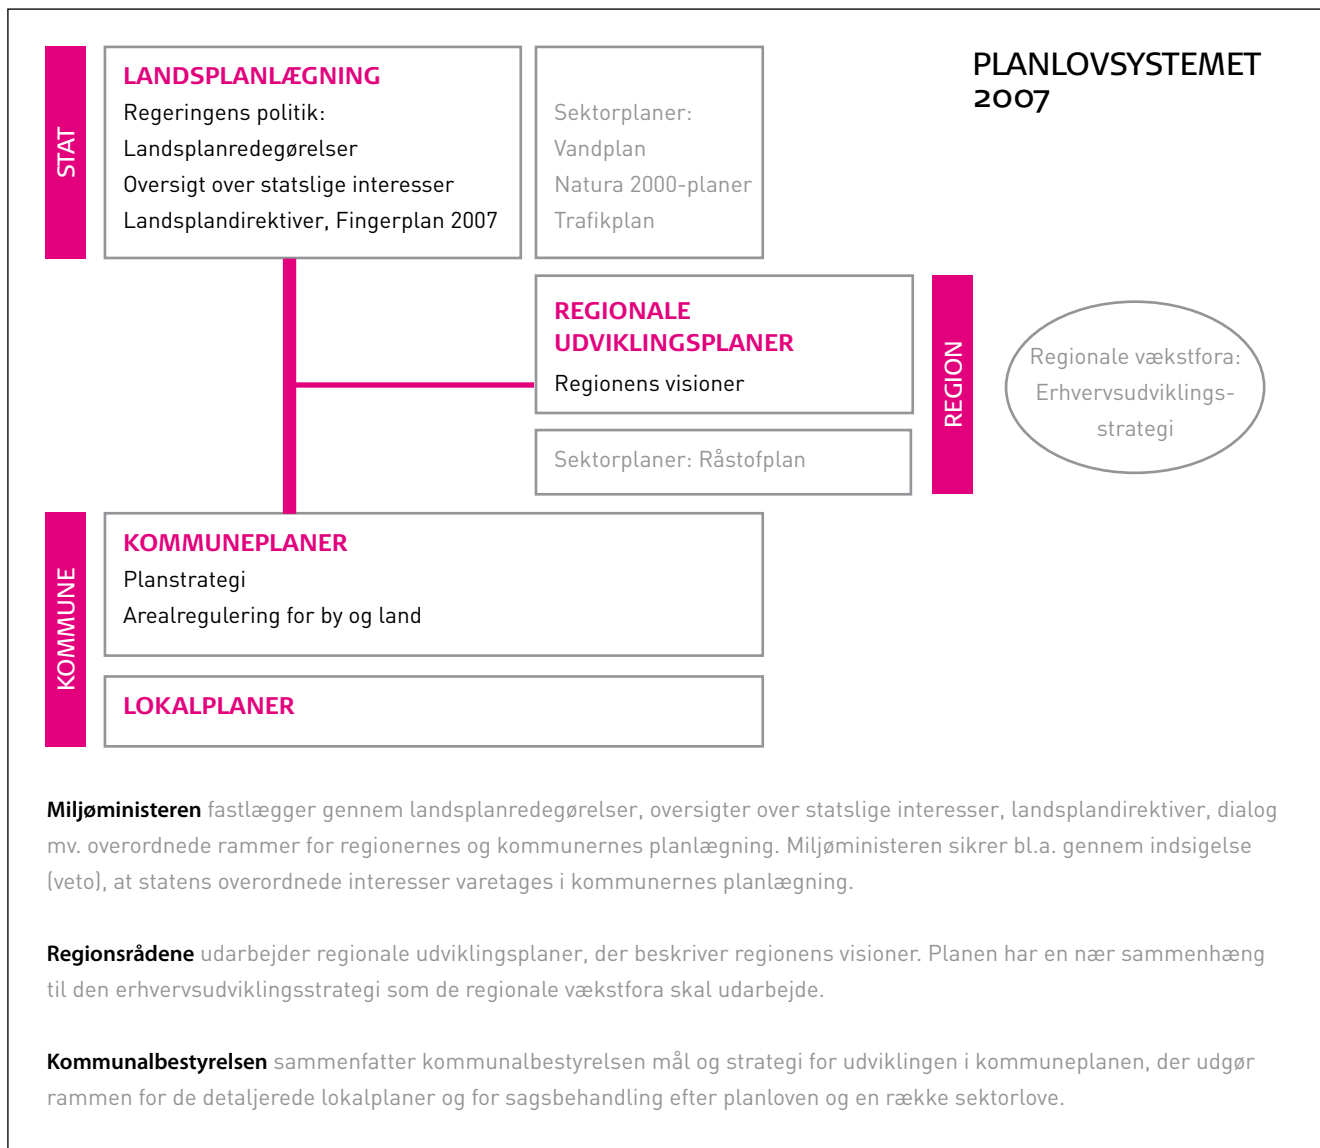 PLANLOVSYSTEMET
2007
STAT
LANDSPLANLÆGNING
Regeringens politik:
Landsplanredegørelser
Oversigt over statslige interesser
Landsplandirektiver, Fingerplan 2007
Sektorplaner:
Vandplan
Natura 2000-planer
Trafikplan
REGIONALE
UDVIKLINGSPLANER
Regionens visioner
Sektorplaner: Råstofplan
REGION
Regionale vækstfora:
Erhvervsudviklings-
strategi
KOMMUNE
KOMMUNEPLANER
Planstrategi
Arealregulering for by og land
LOKALPLANER
Miljøministeren fastlægger gennem landsplanredegørelser, oversigter over statslige interesser, landsplandirektiver, dialog
mv. overordnede rammer for regionernes og kommunernes planlægning. Miljøministeren sikrer bl.a. gennem indsigelse
(veto), at statens overordnede interesser varetages i kommunernes planlægning.
Regionsrådene udarbejder regionale udviklingsplaner, der beskriver regionens visioner. Planen har en nær sammenhæng
til den erhvervsudviklingsstrategi som de regionale vækstfora skal udarbejde.
Kommunalbestyrelsen sammenfatter kommunalbestyrelsen mål og strategi for udviklingen i kommuneplanen, der udgør
rammen for de detaljerede lokalplaner og for sagsbehandling efter planloven og en række sektorlove.